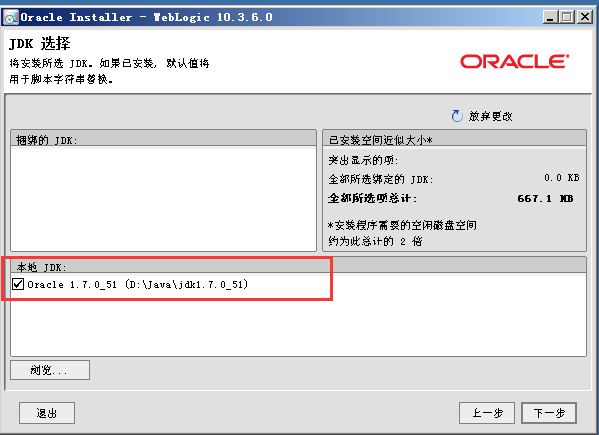 Oracle Installer - WebLogic 10.3.6.0
JDK 选择
将安装所选 JDK。如果已安装, 默认值将
用于脚本字符串替换。
ORACLE
放弃更改
捆绑的 JDK:
已安装空间近似大小*
突出显示的项:
全部所选绑定的 JDK: 0.0 KB
全部所选项总计: 667.1 MB
*安装程序需要的空闲磁盘空间
约为此总计的 2 倍
本地 JDK:
Oracle 1.7.0_51 (D:\Java\jdk1.7.0_51)
浏览...
退出
上一步
下一步